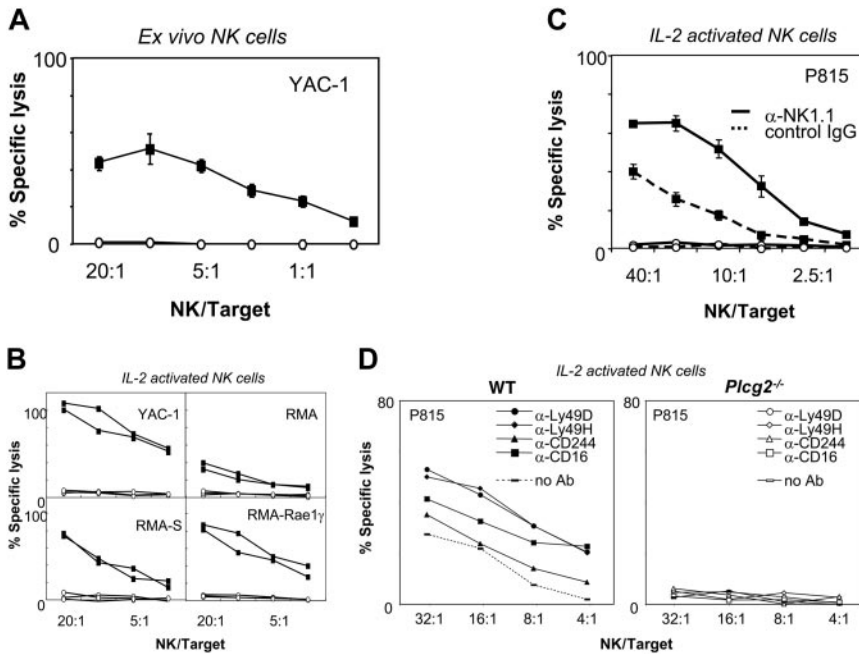 A
Ex vivo NK cells
YAC-1
100
0
% Specific lysis
20:1 5:1 1:1
NK/Target
C
IL-2 activated NK cells
P815
α-NK1.1
control IgG
100
0
% Specific lysis
40:1 10:1 2.5:1
NK/Target
B
IL-2 activated NK cells
YAC-1
RMA
RMA-S
RMA-Rae1γ
100
0
100
0
% Specific lysis
20:1 5:1 20:1 5:1
NK/Target
D
IL-2 activated NK cells
WT
Plcg2-/-
80
0
% Specific lysis
P815
α-Ly49D
α-Ly49H
α-CD244
α-CD16
no Ab
32:1 16:1 8:1 4:1
80
0
P815
α-Ly49D
α-Ly49H
α-CD244
α-CD16
no Ab
32:1 16:1 8:1 4:1
NK/Target